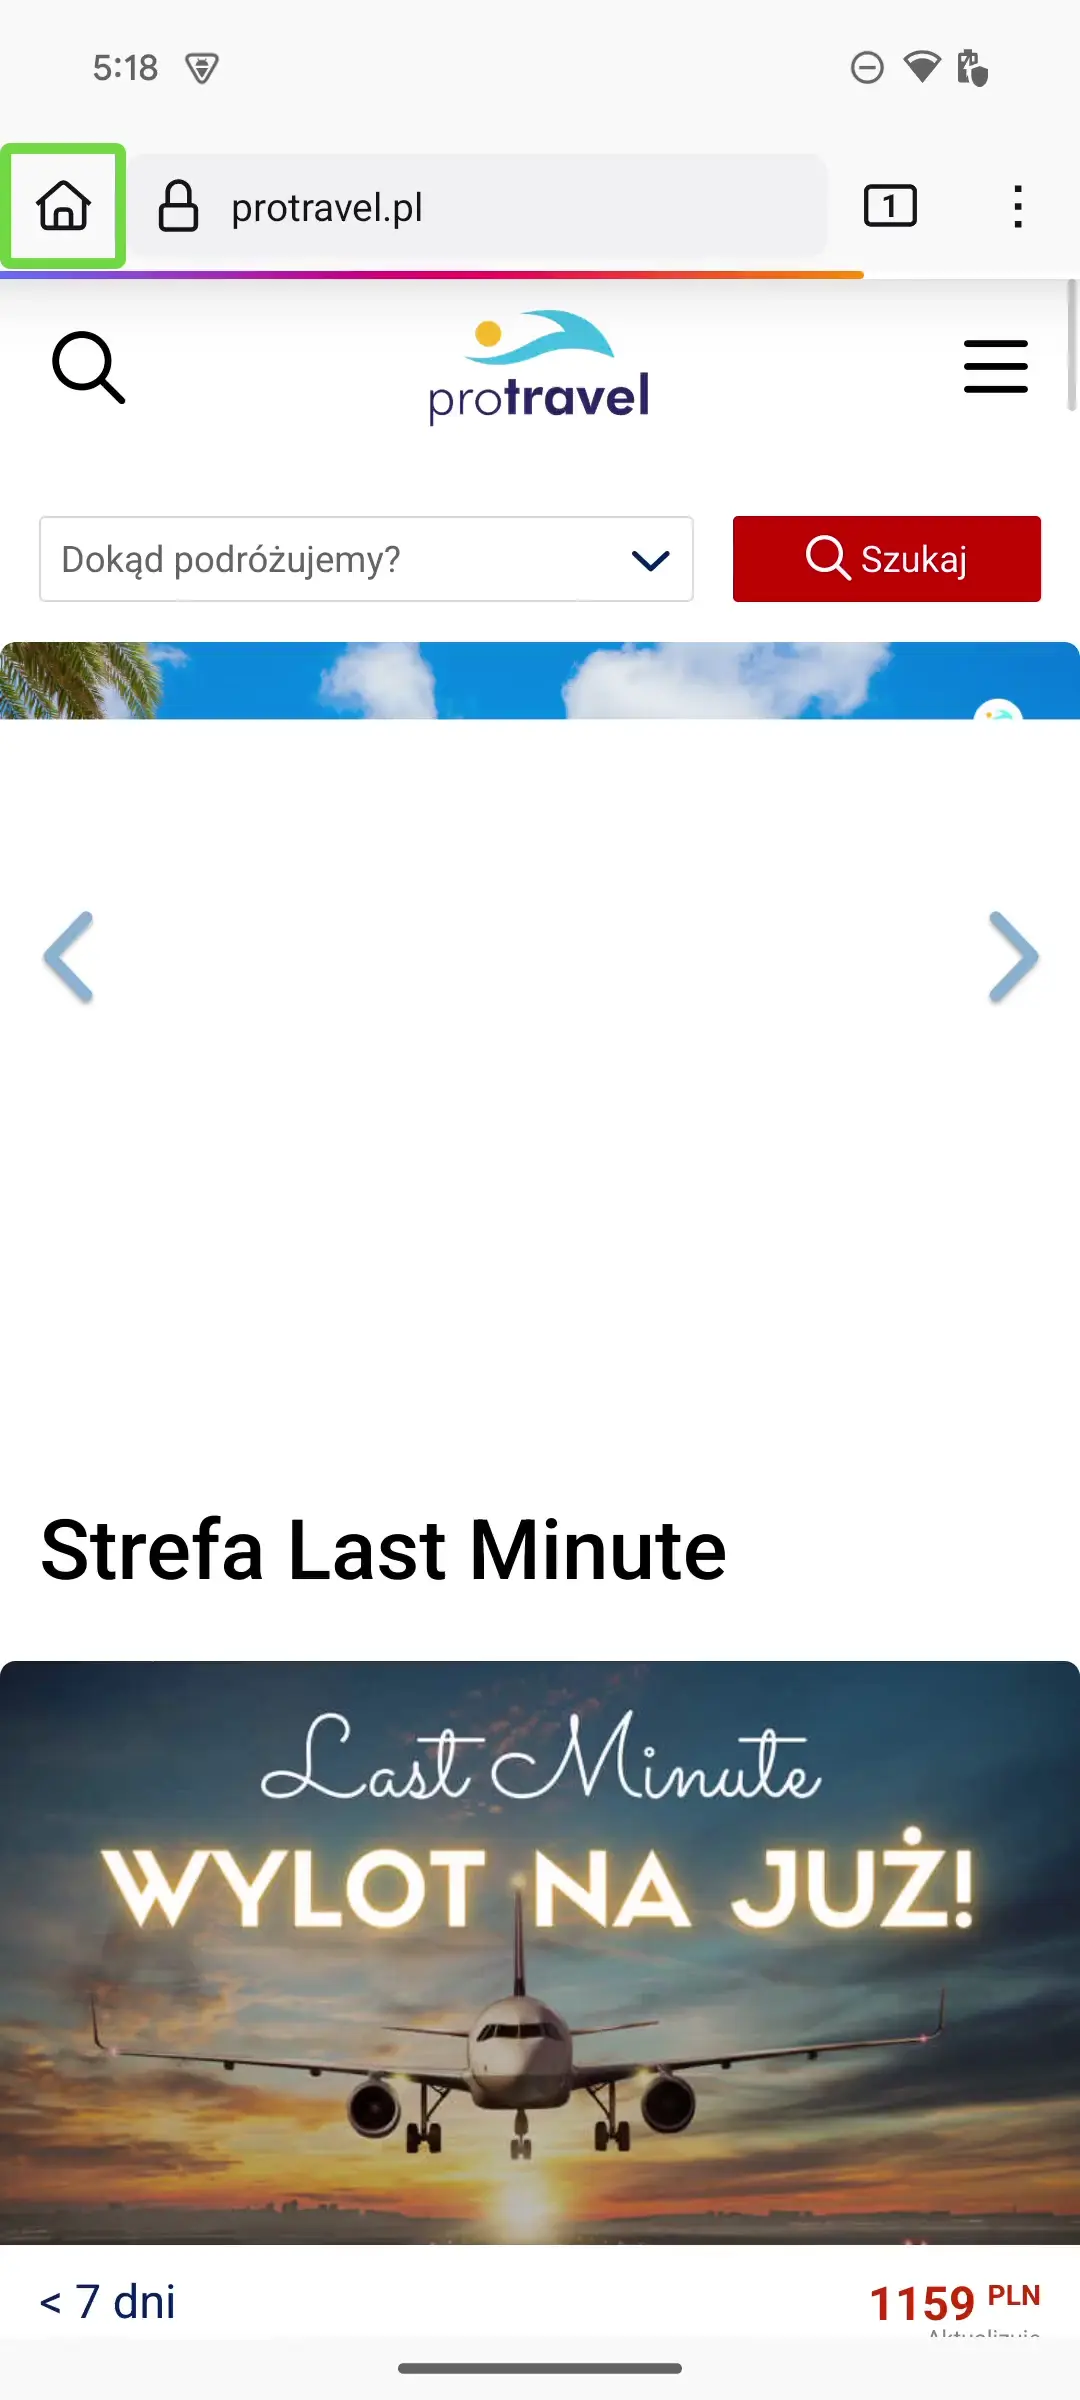 5:18
protravel.pl
1
protravel
Dokąd podróżujemy?
Szukaj
Strefa Last Minute
Last Minute
WYLOT NA JUŻ!
< 7 dni
1159 PLN